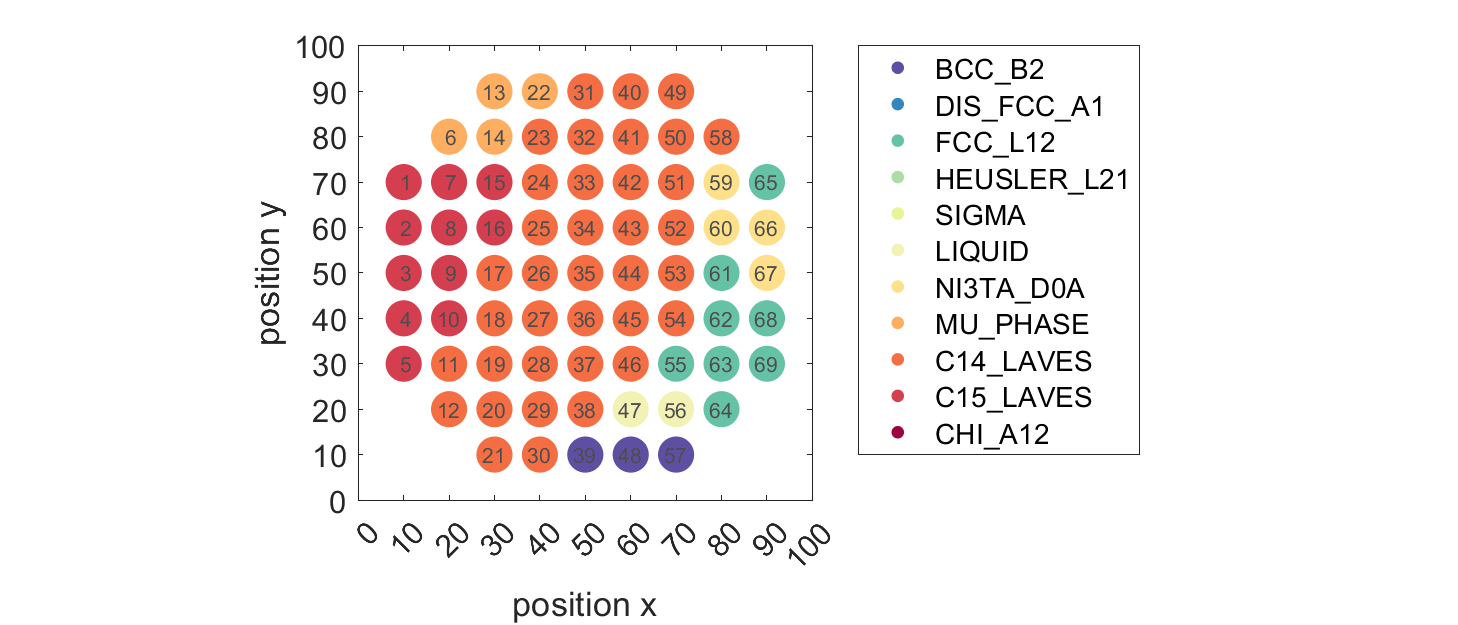 100
90 13 22 31 40 49
80 6 14 23 32 41 50 58
70 1 7 15 24 33 42 51 59 65
60 2 8 16 25 34 43 52 60 66
50 3 9 17 26 35 44 53 61 67
40 4 10 18 27 36 45 54 62 68
30 5 11 19 28 37 46 55 63 69
20 12 20 29 38 47 56 64
10 21 30 39 48 57
0
position y
0 10 20 30 40 50 60 70 80 90 100
position x
BCC_B2
DIS_FCC_A1
FCC_L12
HEUSLER_L21
SIGMA
LIQUID
NI3TA_D0A
MU_PHASE
C14_LAVES
C15_LAVES
CHI_A12